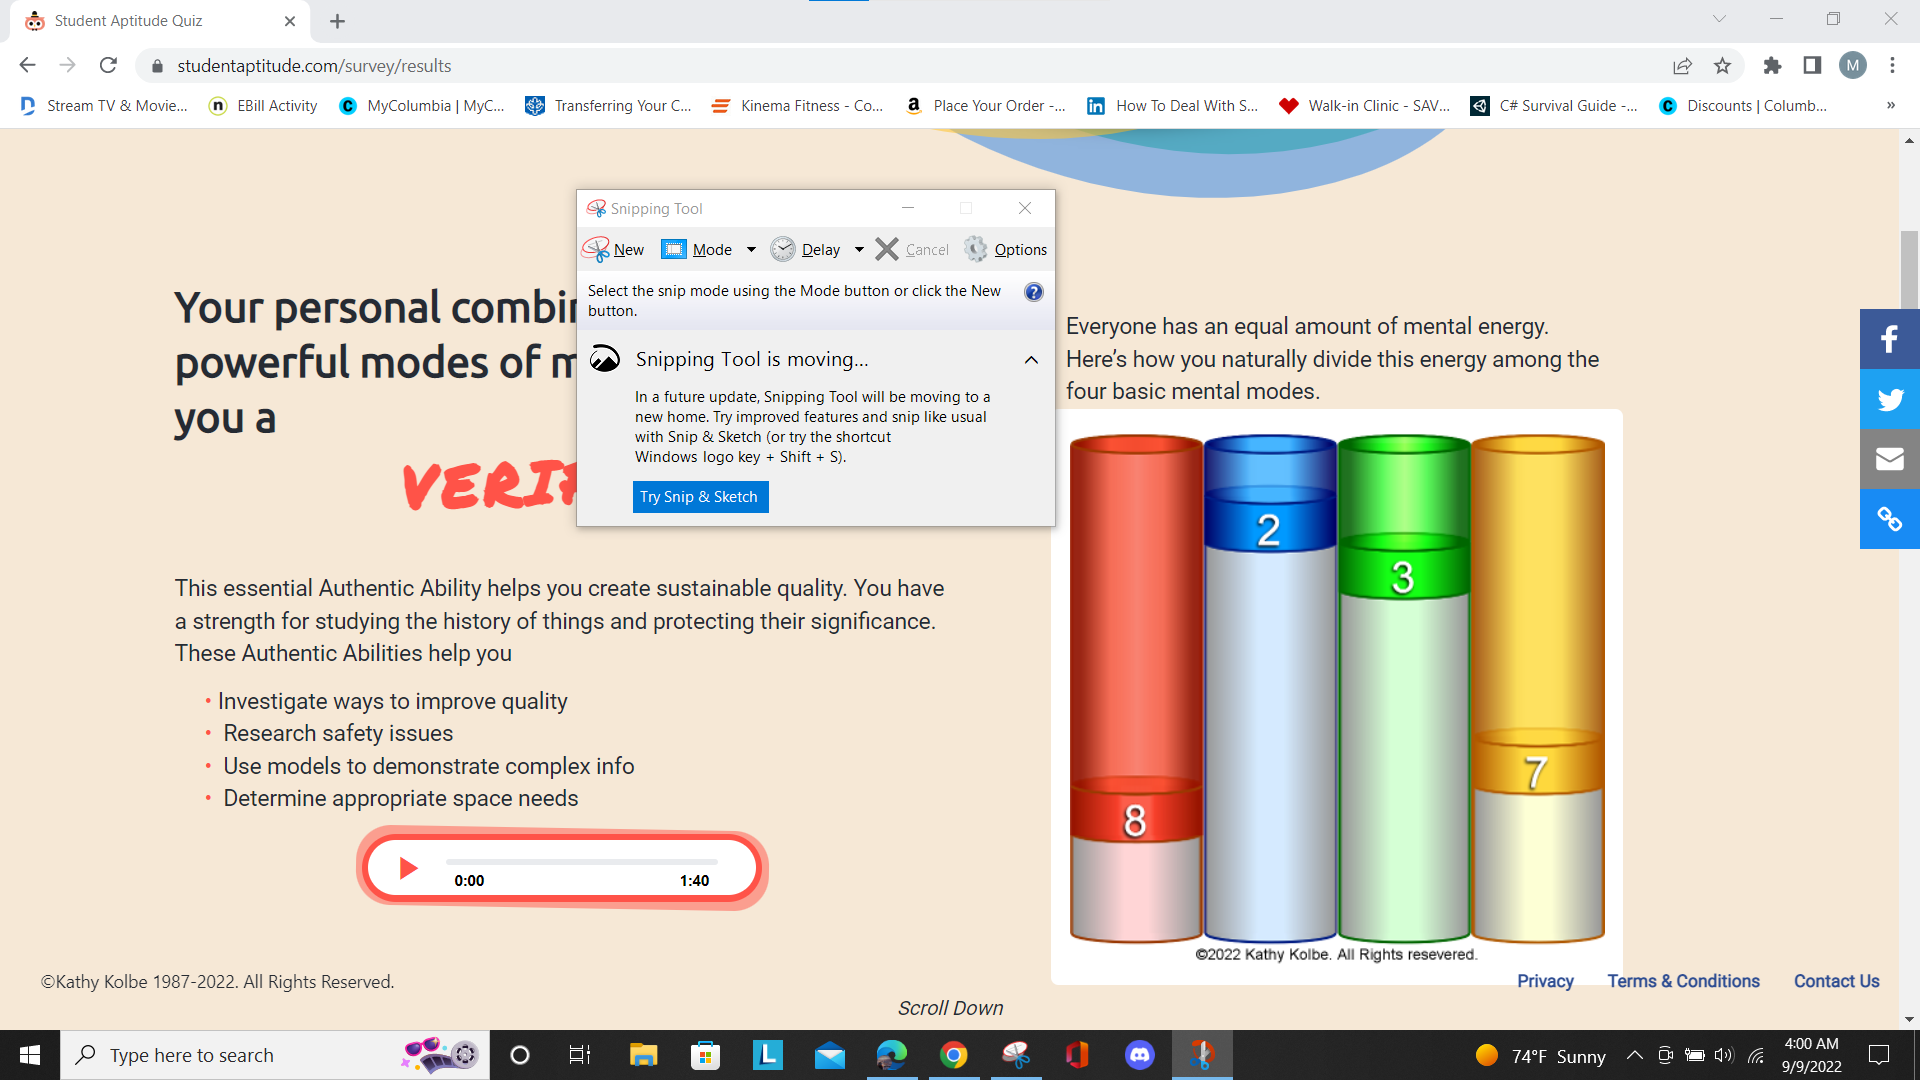 Student Aptitude Quiz
studentaptitude.com/survey/results
M
Stream TV & Movie...
EBill Activity
MyColumbia | MyC...
Transferring Your C...
Kinema Fitness - Co...
Place Your Order -...
How To Deal With S...
Walk-in Clinic - SAV...
C# Survival Guide -...
Discounts | Columb...
»
Snipping Tool
New
Mode
Delay
Cancel
Options
Select the snip mode using the Mode button or click the New
button.
Snipping Tool is moving...
In a future update, Snipping Tool will be moving to a
new home. Try improved features and snip like usual
with Snip & Sketch (or try the shortcut
Windows logo key + Shift + S).
Try Snip & Sketch
Your personal combin
powerful modes of m
you a
VERIF
This essential Authentic Ability helps you create sustainable quality. You have
a strength for studying the history of things and protecting their significance.
These Authentic Abilities help you
• Investigate ways to improve quality
• Research safety issues
• Use models to demonstrate complex info
• Determine appropriate space needs
0:00
1:40
Everyone has an equal amount of mental energy.
Here’s how you naturally divide this energy among the
four basic mental modes.
8
2
3
7
©2022 Kathy Kolbe. All Rights resevered.
©Kathy Kolbe 1987-2022. All Rights Reserved.
Privacy
Terms & Conditions
Contact Us
Scroll Down
Type here to search
74°F Sunny
4:00 AM
9/9/2022